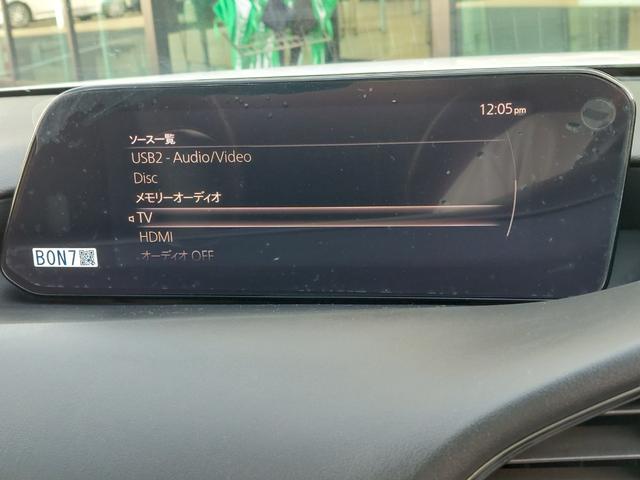 12:05pm
ソース一覧
USB2 - Audio/Video
Disc
メモリーオーディオ
TV
HDMI
オーディオ OFF
BON7